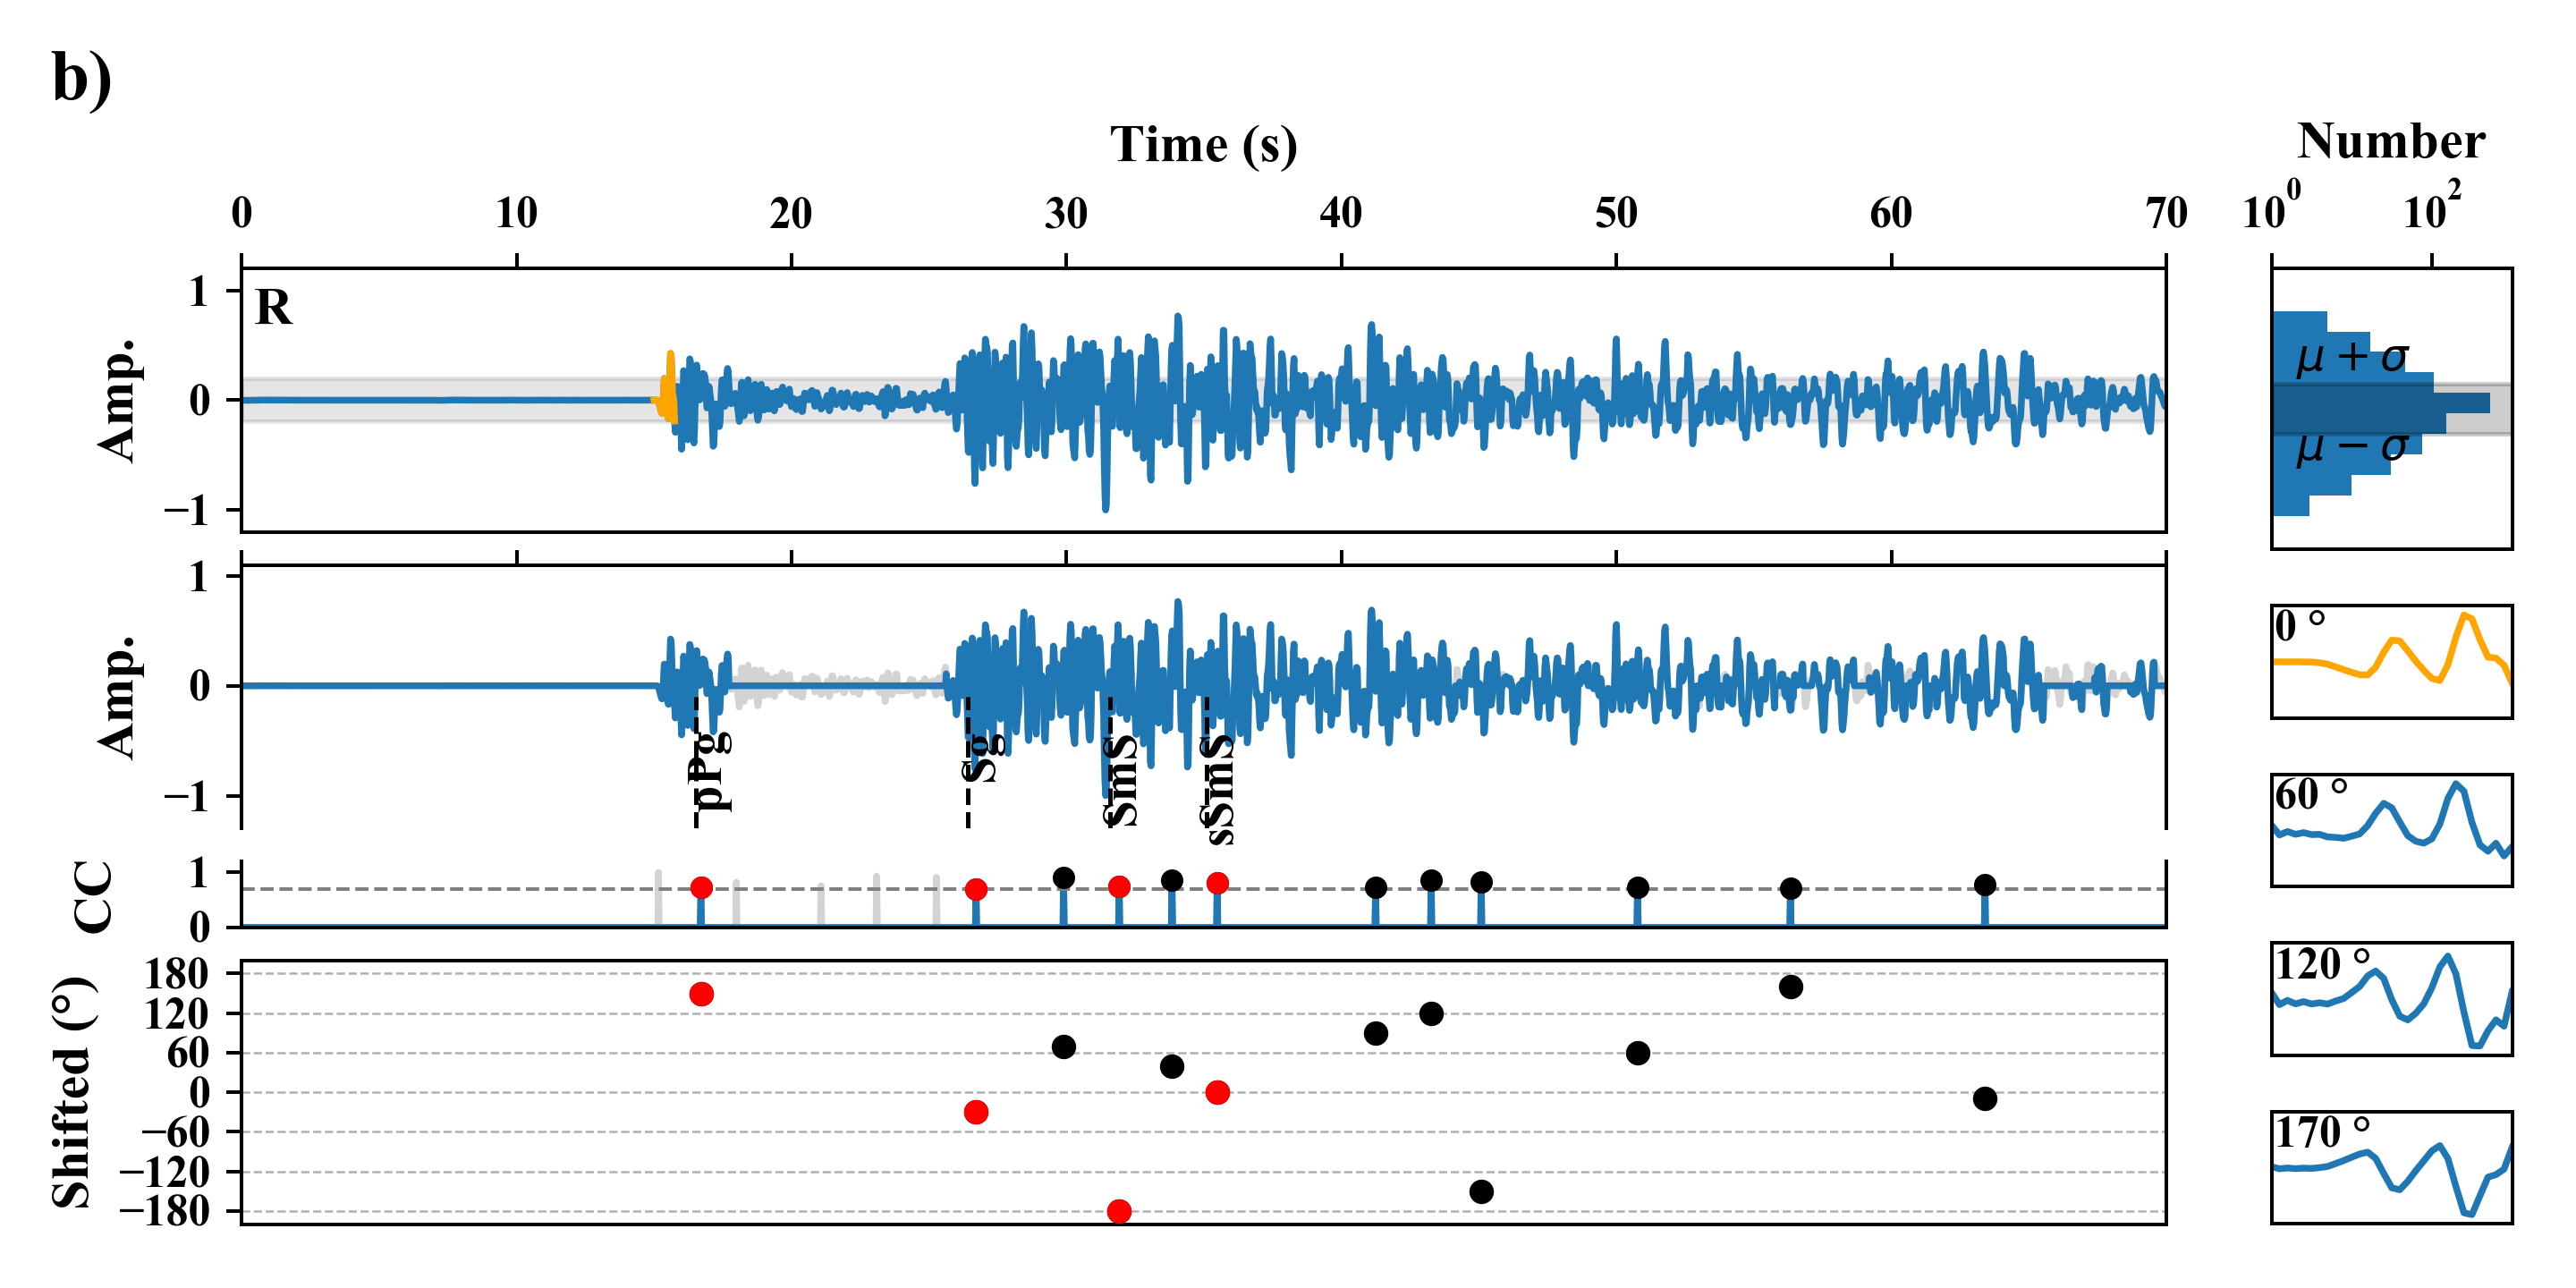 b)
Time (s)
Number
0 10 20 30 40 50 60 70
10^0 10^2
R
Amp.
1
0
−1
μ + σ
μ − σ
Amp.
1
0
−1
pPg
Sg
SmS
sSmS
0 °
60 °
CC
1
0
120 °
Shifted (°)
180
120
60
0
−60
−120
−180
170 °